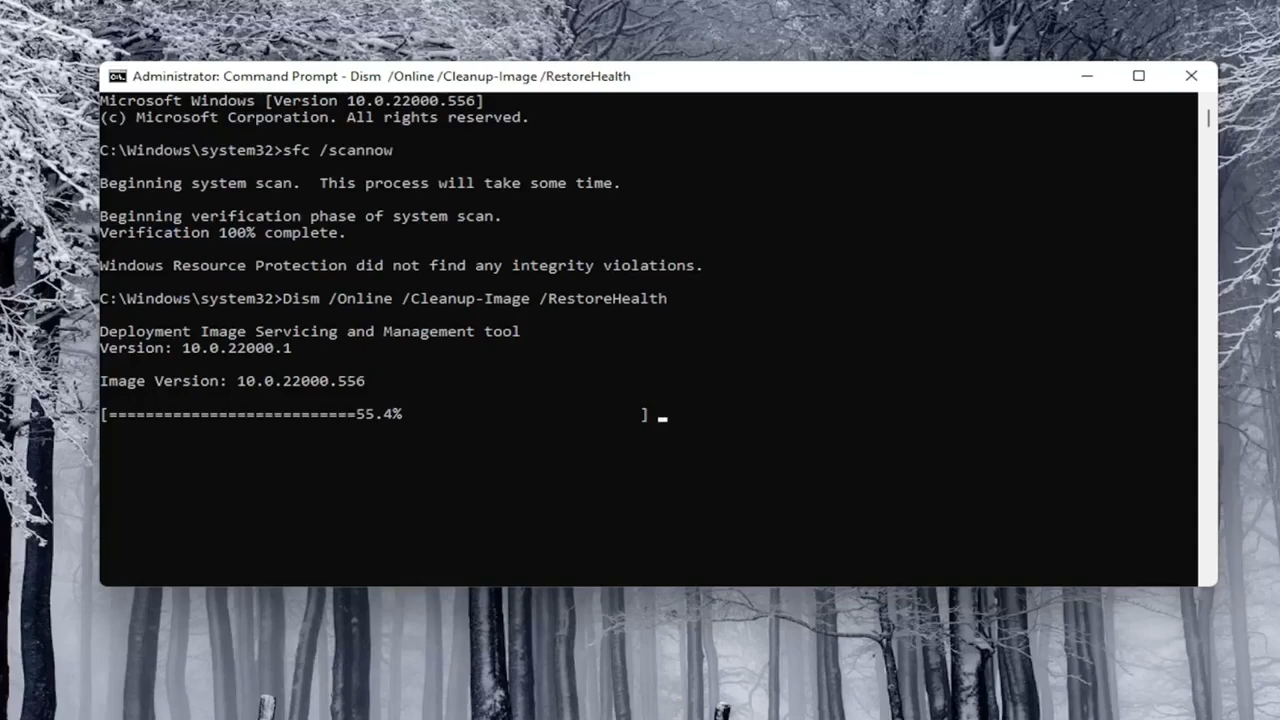 Administrator: Command Prompt - Dism  /Online /Cleanup-Image /RestoreHealth
Microsoft Windows [Version 10.0.22000.556]
(c) Microsoft Corporation. All rights reserved.
C:\Windows\system32>sfc /scannow
Beginning system scan.  This process will take some time.
Beginning verification phase of system scan.
Verification 100% complete.
Windows Resource Protection did not find any integrity violations.
C:\Windows\system32>Dism /Online /Cleanup-Image /RestoreHealth
Deployment Image Servicing and Management tool
Version: 10.0.22000.1
Image Version: 10.0.22000.556
[===========================55.4%                          ]